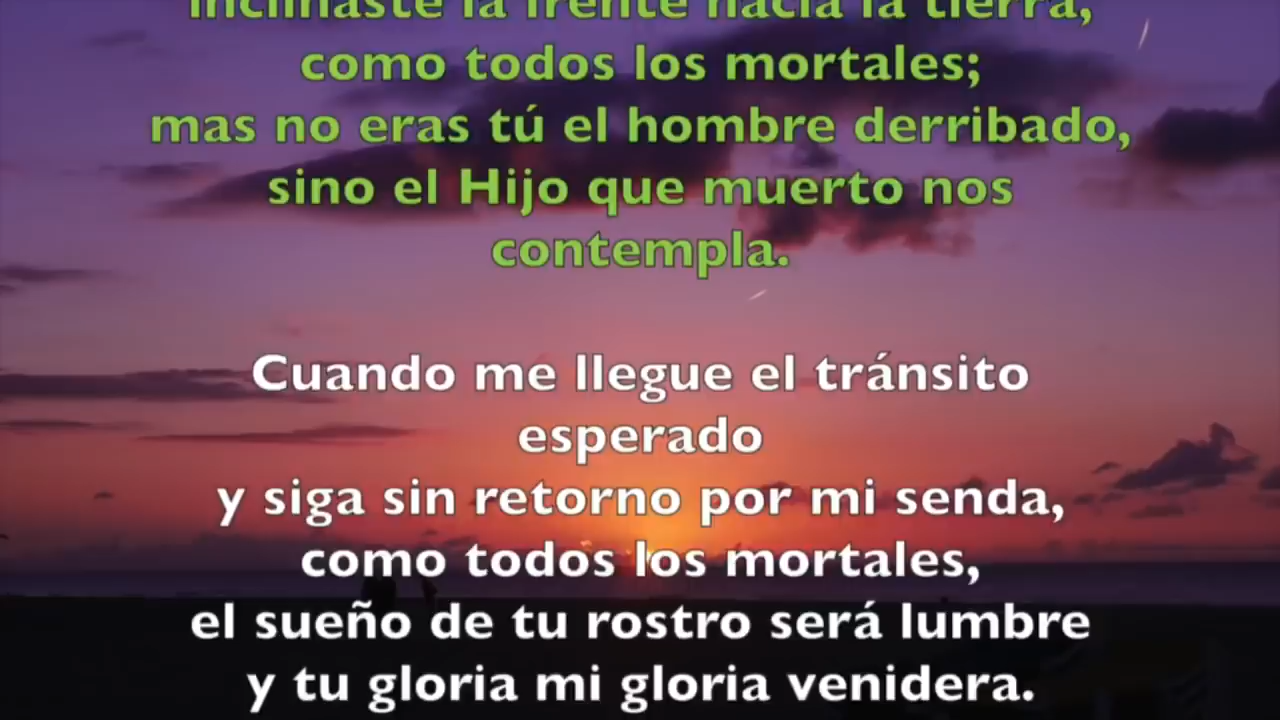 inclinaste la frente hacia la tierra,
como todos los mortales;
mas no eras tú el hombre derribado,
sino el Hijo que muerto nos
contempla.
Cuando me llegue el tránsito
esperado
y siga sin retorno por mi senda,
como todos los mortales,
el sueño de tu rostro será lumbre
y tu gloria mi gloria venidera.